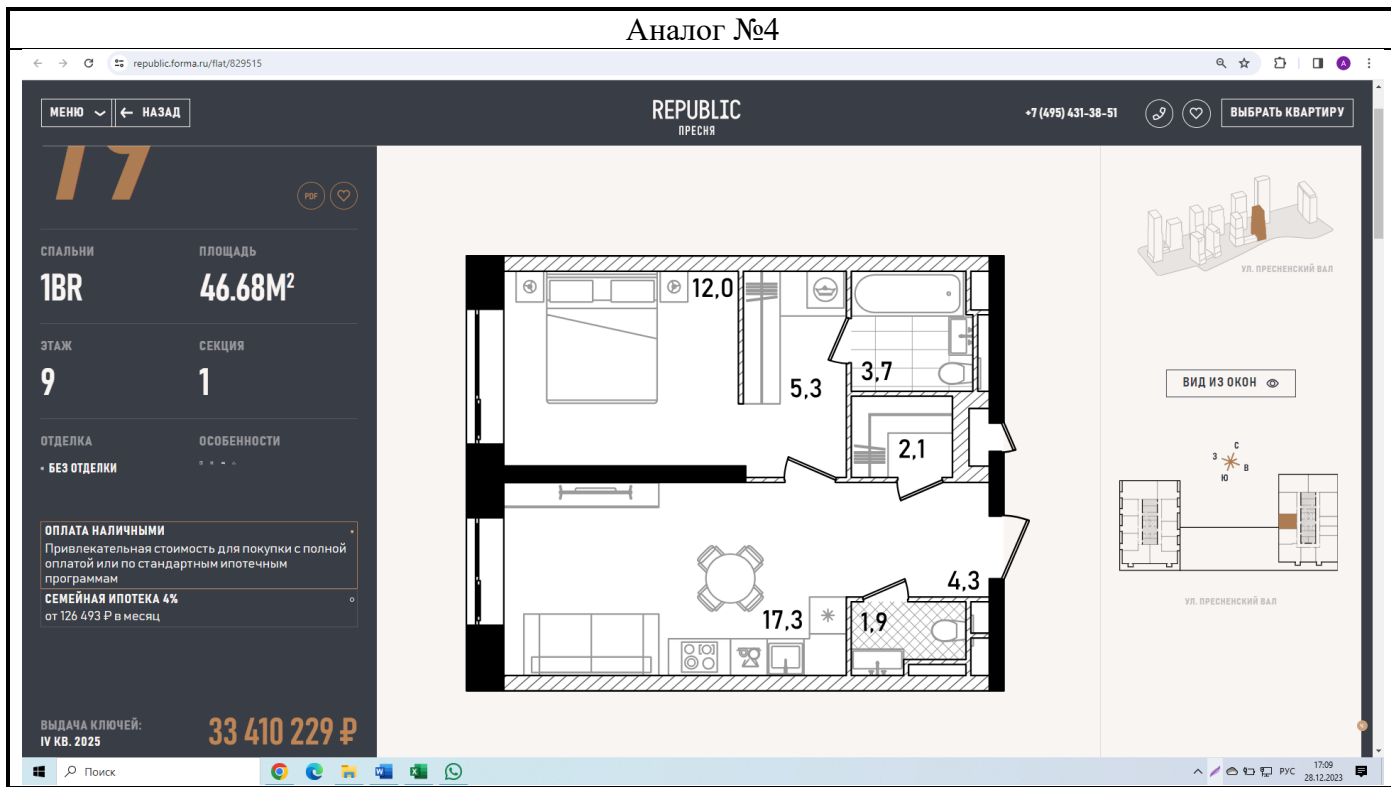 Аналог №4
republic.forma.ru/flat/829515
МЕНЮ
НАЗАД
REPUBLIC
ПРЕСНЯ
+7 (495) 431-38-51
ВЫБРАТЬ КВАРТИРУ
PDF
СПАЛЬНИ
ПЛОЩАДЬ
1BR
46.68М²
ЭТАЖ
СЕКЦИЯ
9
1
ОТДЕЛКА
ОСОБЕННОСТИ
• БЕЗ ОТДЕЛКИ
ОПЛАТА НАЛИЧНЫМИ
Привлекательная стоимость для покупки с полной
оплатой или по стандартным ипотечным
программам
СЕМЕЙНАЯ ИПОТЕКА 4%
от 126 493 ₽ в месяц
ВЫДАЧА КЛЮЧЕЙ:
IV КВ. 2025
33 410 229 ₽
12,0
5,3
3,7
2,1
4,3
17,3
1,9
УЛ. ПРЕСНЕНСКИЙ ВАЛ
ВИД ИЗ ОКОН
С
З
В
Ю
УЛ. ПРЕСНЕНСКИЙ ВАЛ
Поиск
РУС
17:09
28.12.2023